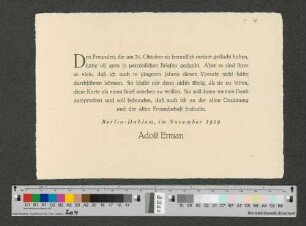 Den Freunden, die am 31. Oktober so freundlich meiner gedacht haben,
hätte ich gern in persönlichen Briefen gedankt. Aber es sind ihrer
so viele, daß ich auch in jüngeren Jahren diesen Vorsatz nicht hätte
durchführen können. So bleibt mir denn nichts übrig, als sie zu bitten,
diese Karte als einen Brief ansehen zu wollen. Sie soll ihnen meinen Dank
aussprechen und soll bekunden, daß auch ich an der alten Gesinnung
und der alten Freundschaft festhalte.
Berlin-Dahlem, im November 1929
Adolf Erman